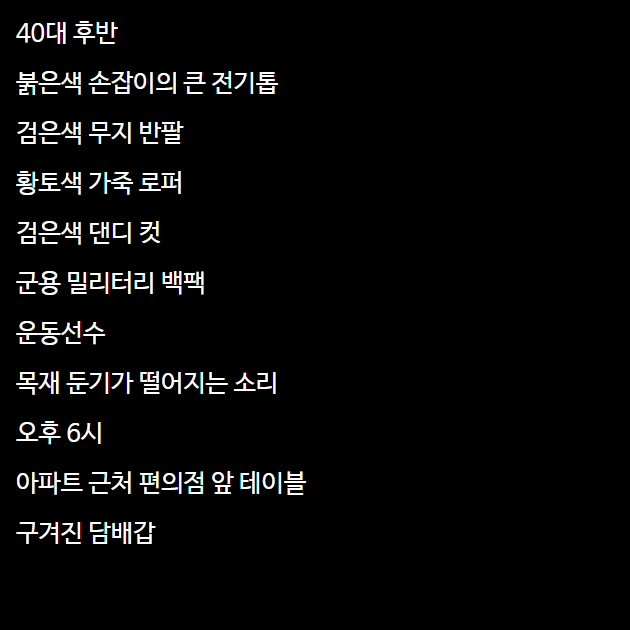 40대 후반
붉은색 손잡이의 큰 전기톱
검은색 무지 반팔
황토색 가죽 로퍼
검은색 댄디 컷
군용 밀리터리 백팩
운동선수
목재 둔기가 떨어지는 소리
오후 6시
아파트 근처 편의점 앞 테이블
구겨진 담배갑